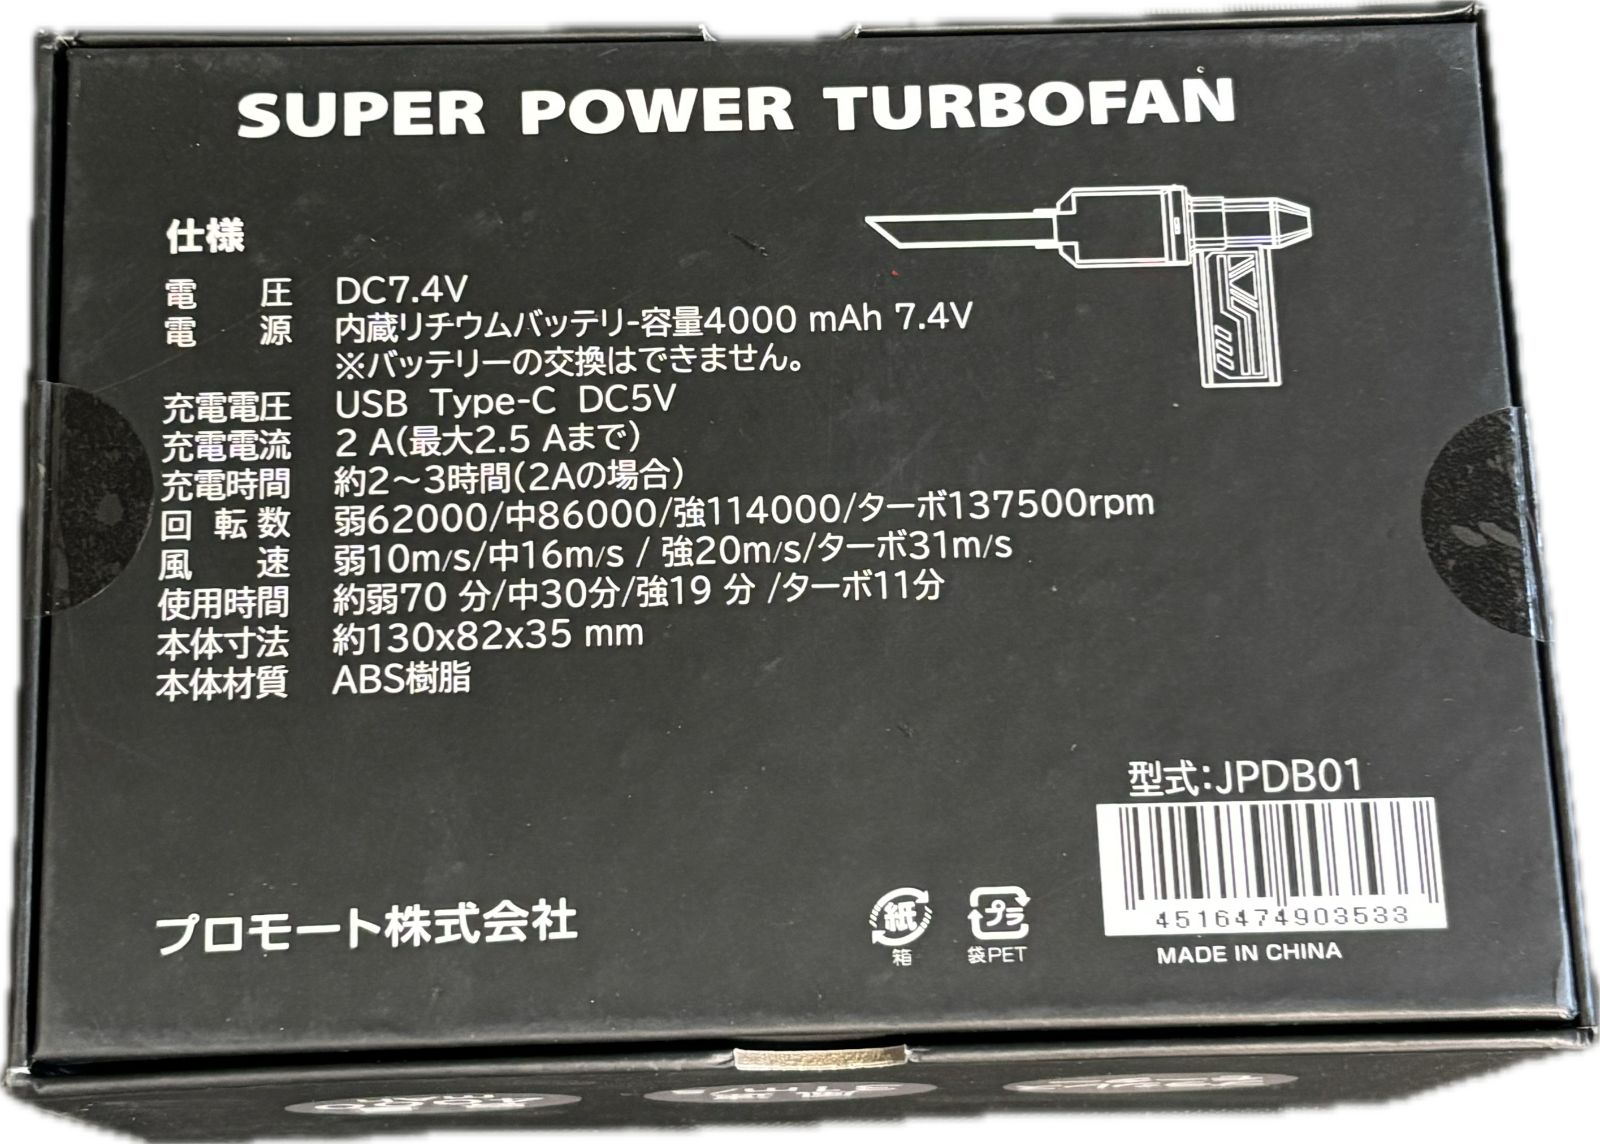 SUPER POWER TURBOFAN
仕様
電圧 DC7.4V
電源 内蔵リチウムバッテリ-容量4000 mAh 7.4V
※バッテリーの交換はできません。
充電電圧 USB Type-C DC5V
充電電流 2 A(最大2.5 Aまで)
充電時間 約2～3時間(2Aの場合)
回転数 弱62000/中86000/強114000/ターボ137500rpm
風速 弱10m/s/中16m/s / 強20m/s/ターボ31m/s
使用時間 約弱70 分/中30分/強19 分 /ターボ11分
本体寸法 約130x82x35 mm
本体材質 ABS樹脂
型式:JPDB01
4516474903533
MADE IN CHINA
プロモート株式会社
紙
箱
プラ
袋PET